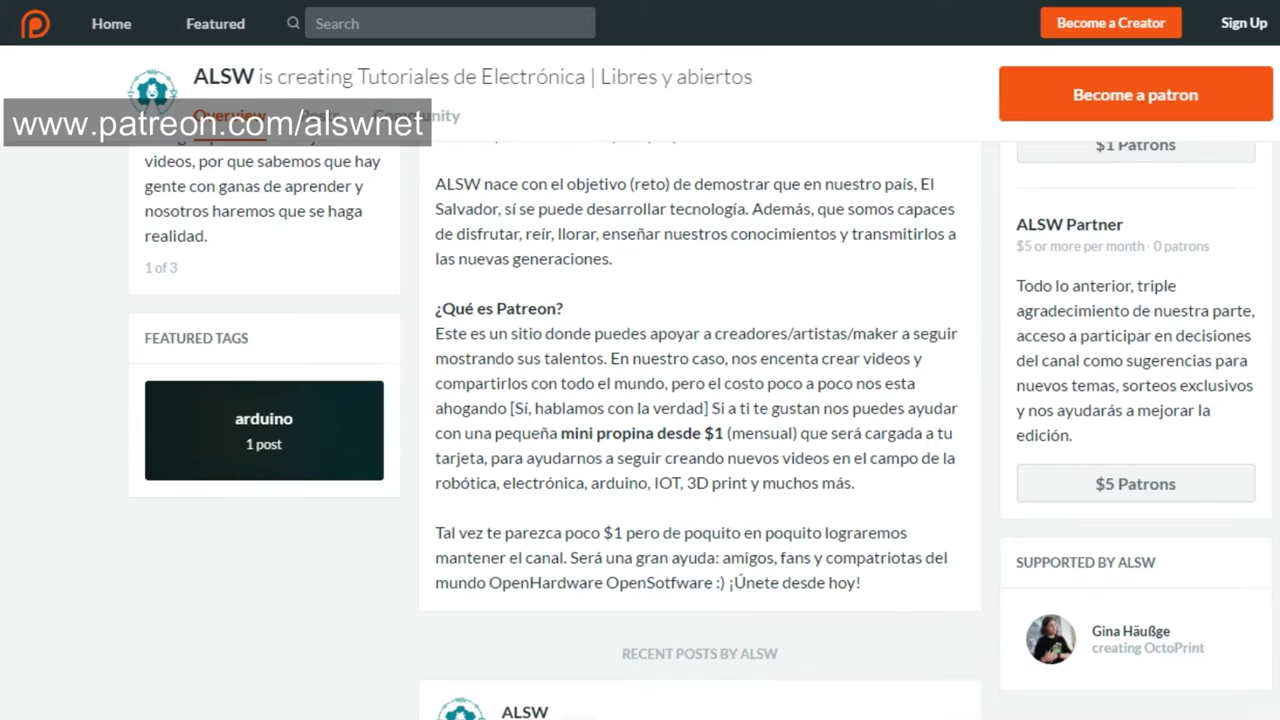 Home
Featured
Search
Become a Creator
Sign Up
ALSW is creating Tutoriales de Electrónica | Libres y abiertos
Become a patron
Overview
Community
www.patreon.com/alswnet
videos, por que sabemos que hay
gente con ganas de aprender y
nosotros haremos que se haga
realidad.
1 of 3
FEATURED TAGS
arduino
1 post
ALSW nace con el objetivo (reto) de demostrar que en nuestro país, El
Salvador, sí se puede desarrollar tecnología. Además, que somos capaces
de disfrutar, reír, llorar, enseñar nuestros conocimientos y transmitirlos a
las nuevas generaciones.
¿Qué es Patreon?
Este es un sitio donde puedes apoyar a creadores/artistas/maker a seguir
mostrando sus talentos. En nuestro caso, nos encenta crear videos y
compartirlos con todo el mundo, pero el costo poco a poco nos esta
ahogando [Sí, hablamos con la verdad] Si a ti te gustan nos puedes ayudar
con una pequeña mini propina desde $1 (mensual) que será cargada a tu
tarjeta, para ayudarnos a seguir creando nuevos videos en el campo de la
robótica, electrónica, arduino, IOT, 3D print y muchos más.
Tal vez te parezca poco $1 pero de poquito en poquito lograremos
mantener el canal. Será una gran ayuda: amigos, fans y compatriotas del
mundo OpenHardware OpenSotfware :) ¡Únete desde hoy!
RECENT POSTS BY ALSW
ALSW
$1 Patrons
ALSW Partner
$5 or more per month · 0 patrons
Todo lo anterior, triple
agradecimiento de nuestra parte,
acceso a participar en decisiones
del canal como sugerencias para
nuevos temas, sorteos exclusivos
y nos ayudarás a mejorar la
edición.
$5 Patrons
SUPPORTED BY ALSW
Gina Häußge
creating OctoPrint